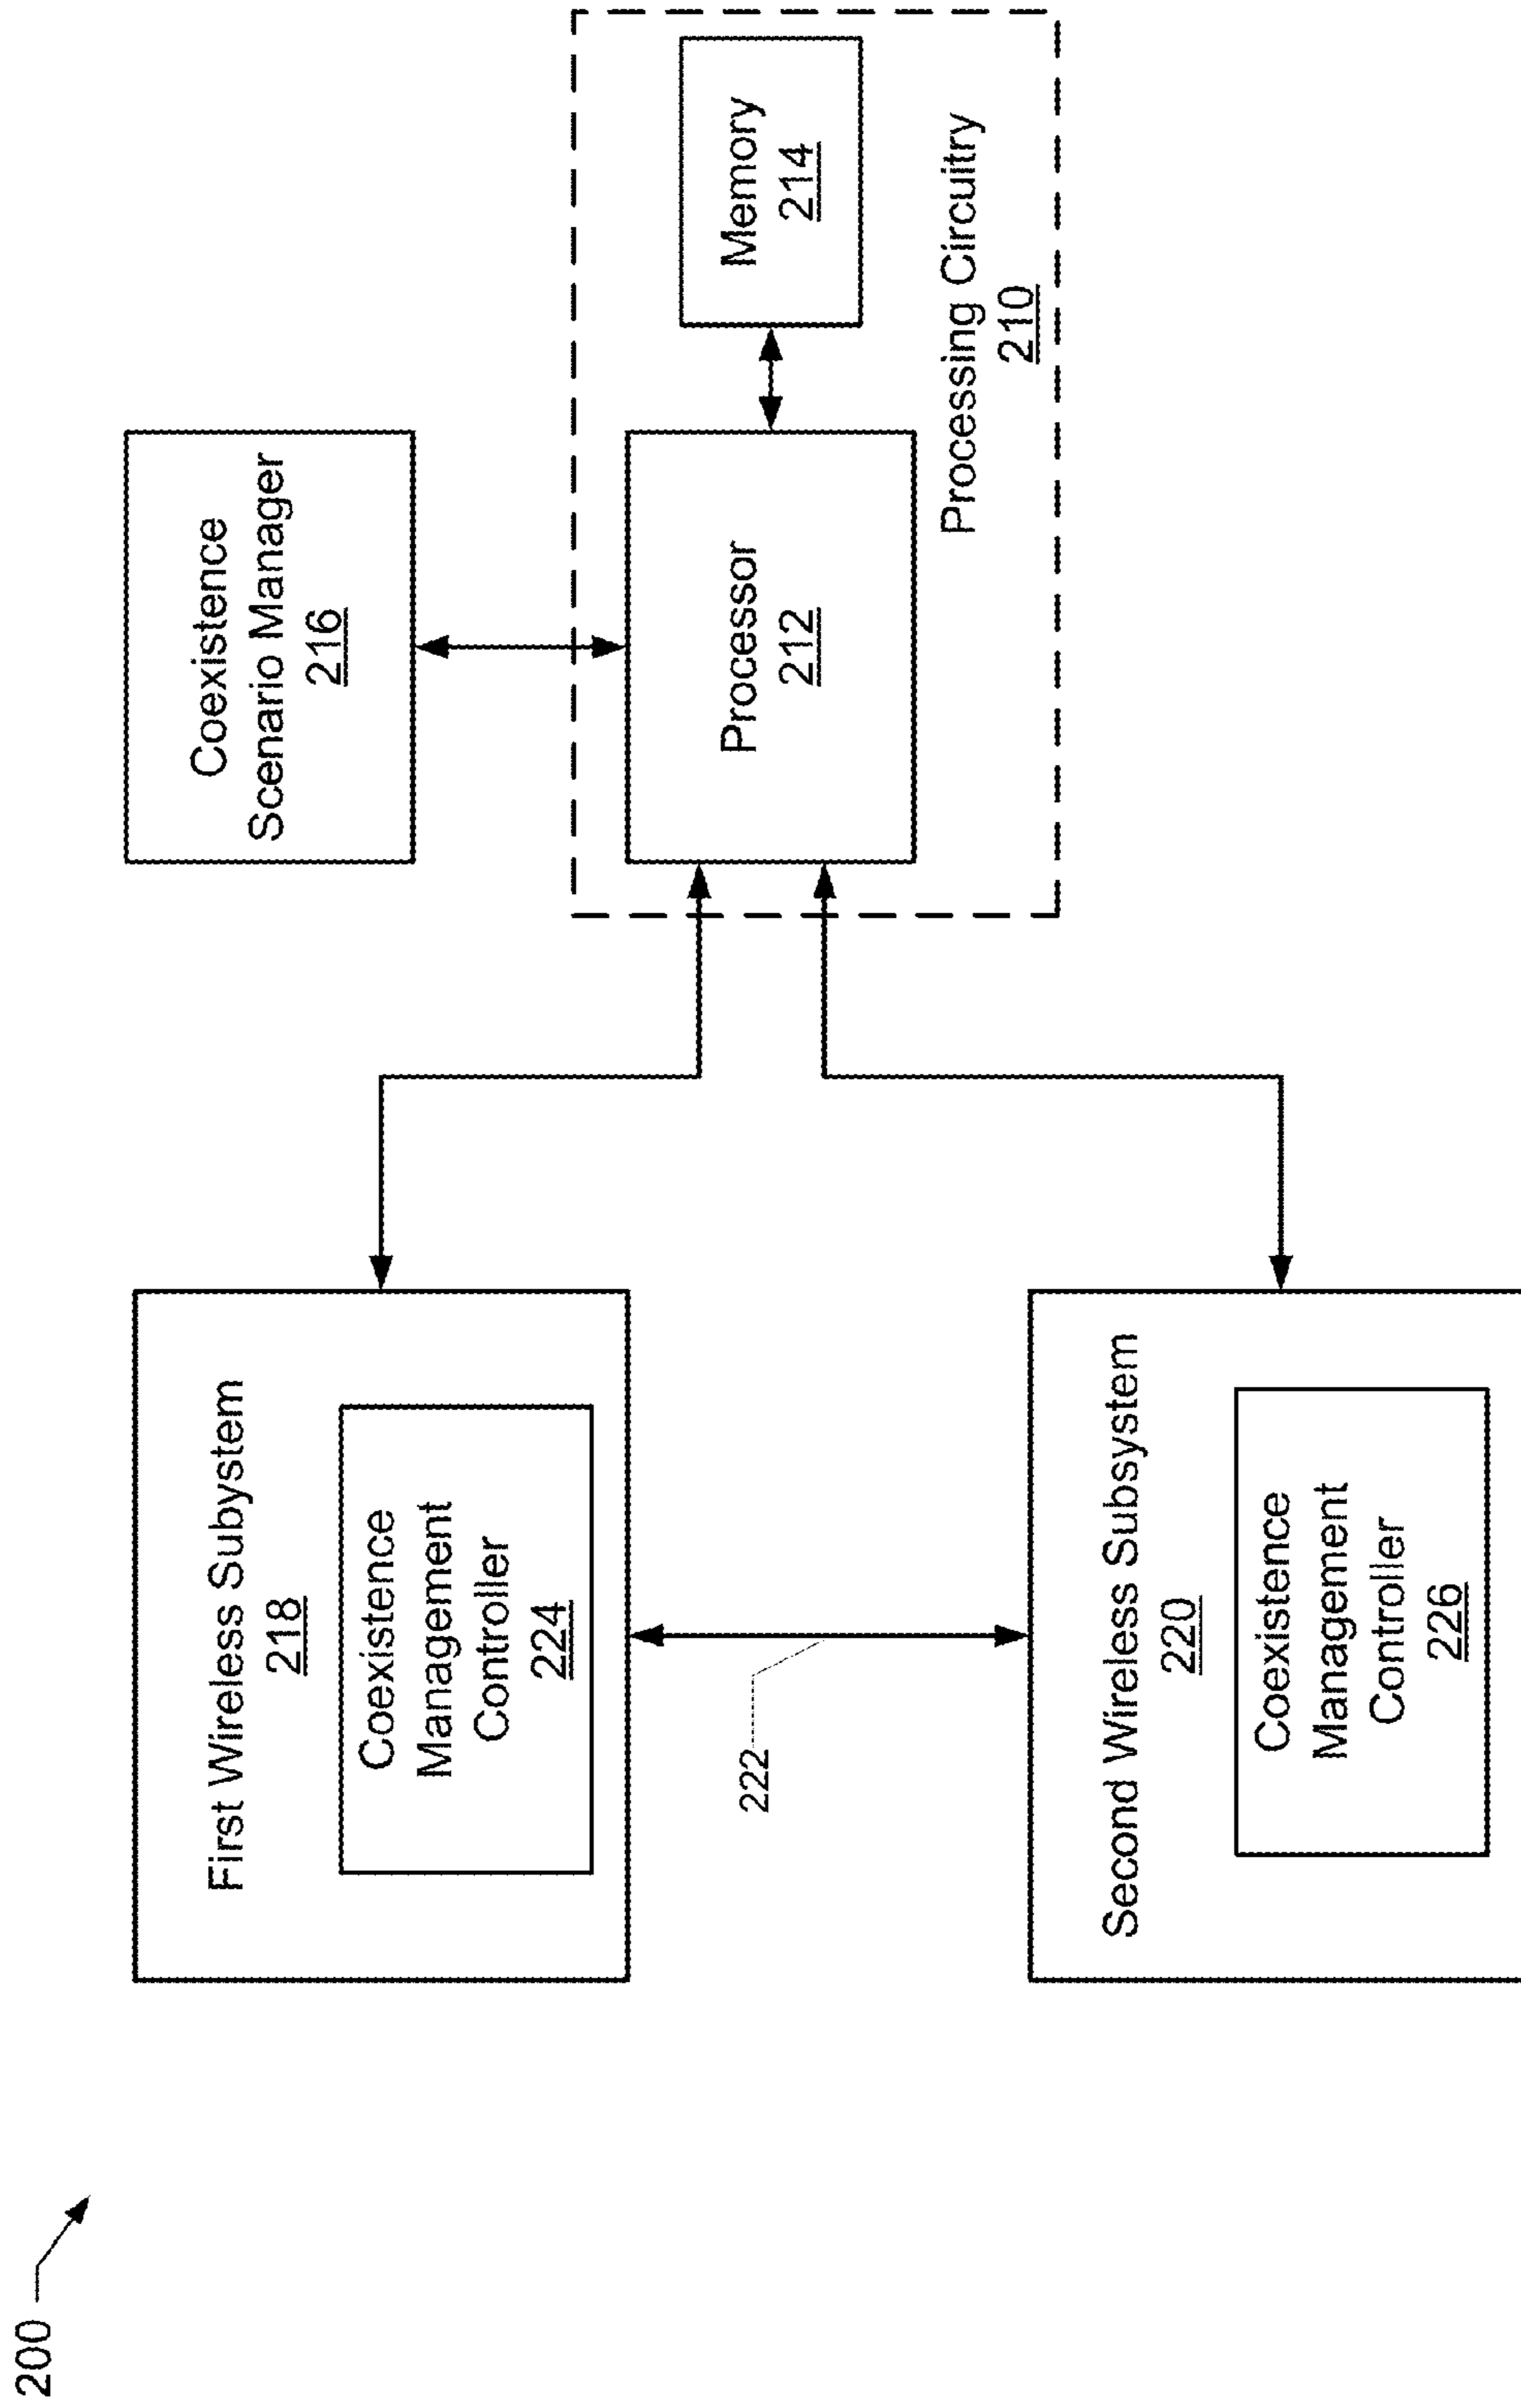 200
First Wireless Subystem
218
Coexistence
Management
Controller
224
222
Second Wireless Subsystem
220
Coexistence
Management
Controller
226
Coexistence
Scenario Manager
216
Processor
212
Memory
214
Processing Circuitry
210